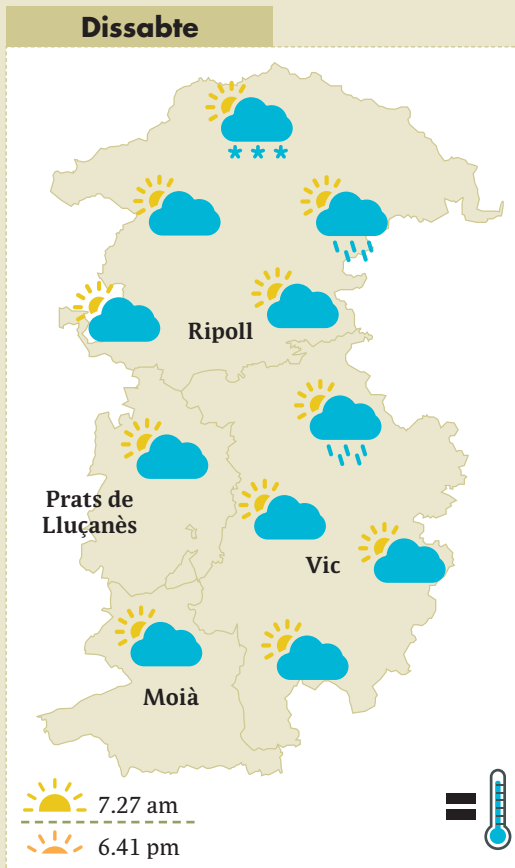 Dissabte
Ripoll
Prats de
Lluçanès
Vic
Moià
7.27 am
6.41 pm